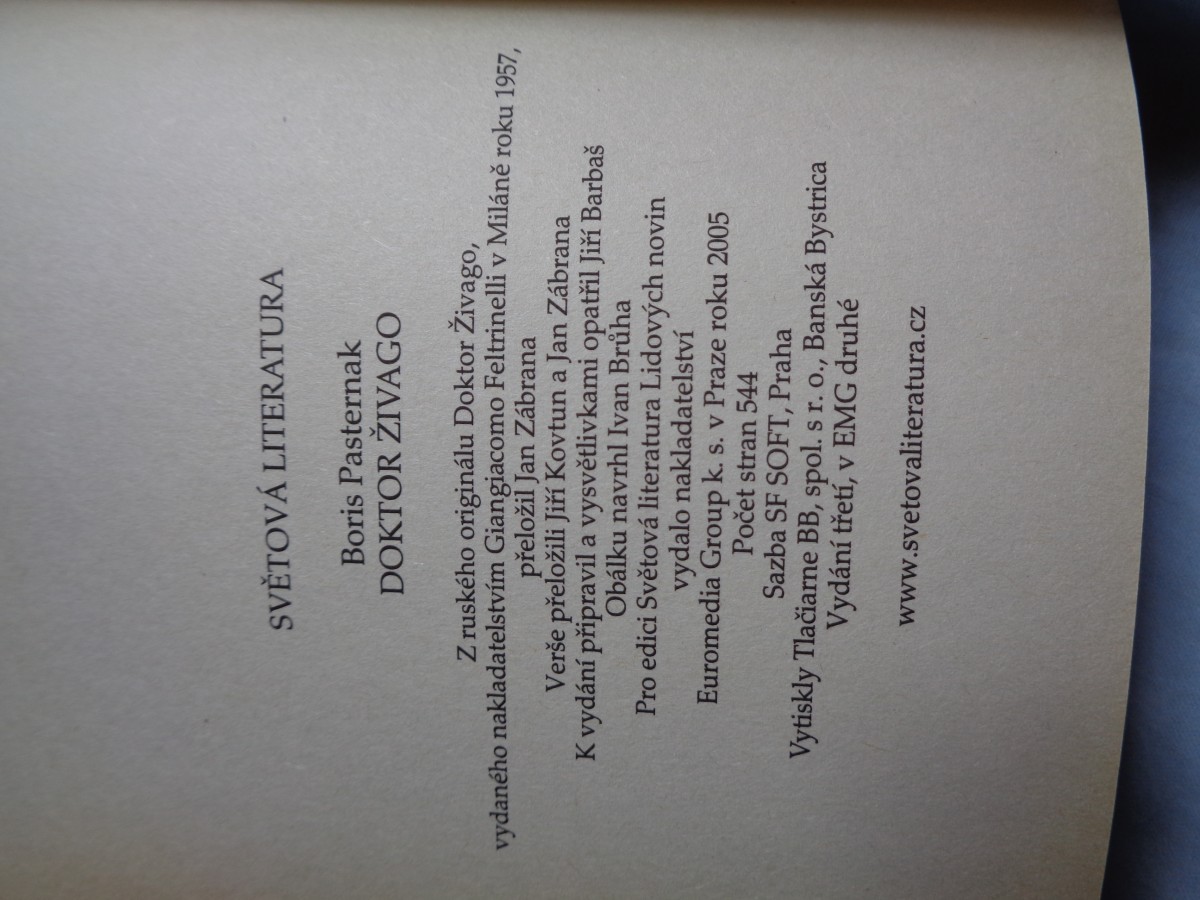 SVĚTOVÁ LITERATURA
Boris Pasternak
DOKTOR ŽIVAGO
Z ruského originálu Doktor Živago,
vydaného nakladatelstvím Giangiacomo Feltrinelli v Miláně roku 1957,
přeložil Jan Zábrana
Verše přeložili Jiří Kovtun a Jan Zábrana
K vydání připravil a vysvětlivkami opatřil Jiří Barbaš
Obálku navrhl Ivan Brůha
Pro edici Světová literatura Lidových novin
vydalo nakladatelství
Euromedia Group k. s. v Praze roku 2005
Počet stran 544
Sazba SF SOFT, Praha
Vytiskly Tlačiarne BB, spol. s r. o., Banská Bystrica
Vydání třetí, v EMG druhé
www.svetovaliteratura.cz